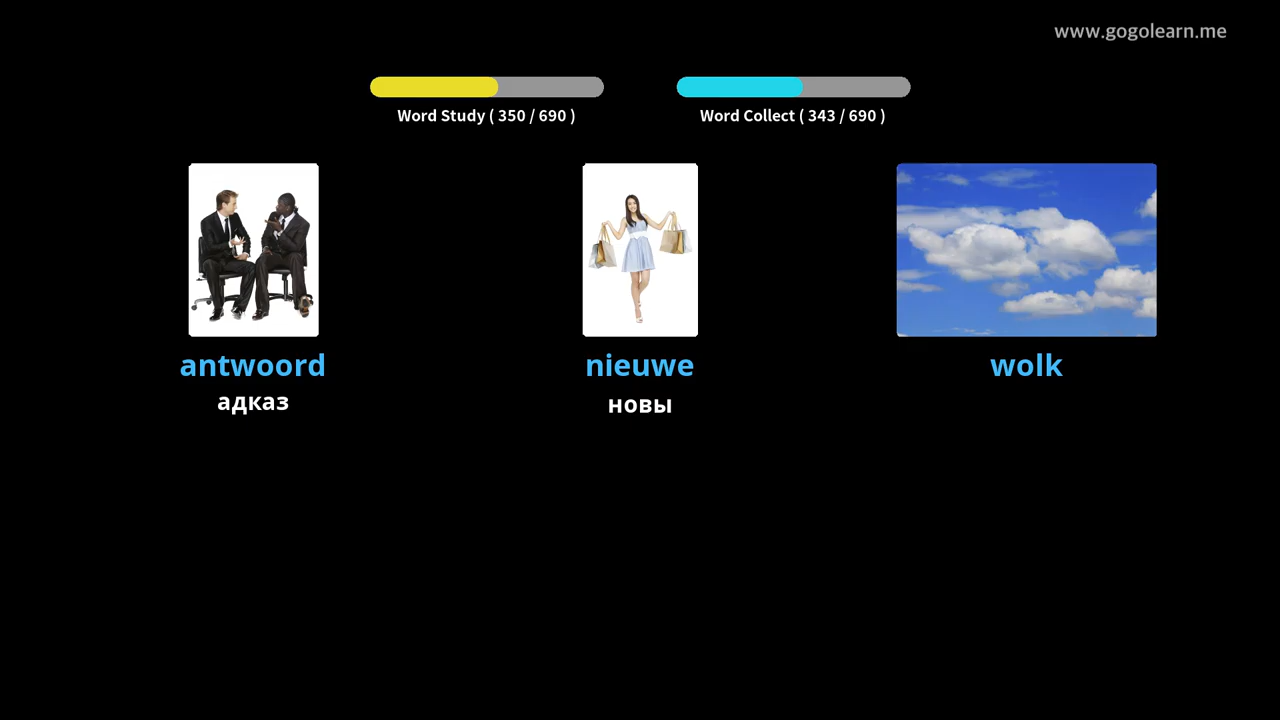 www.gogolearn.me
Word Study ( 350 / 690 )
Word Collect ( 343 / 690 )
antwoord
nieuwe
wolk
адказ
новы